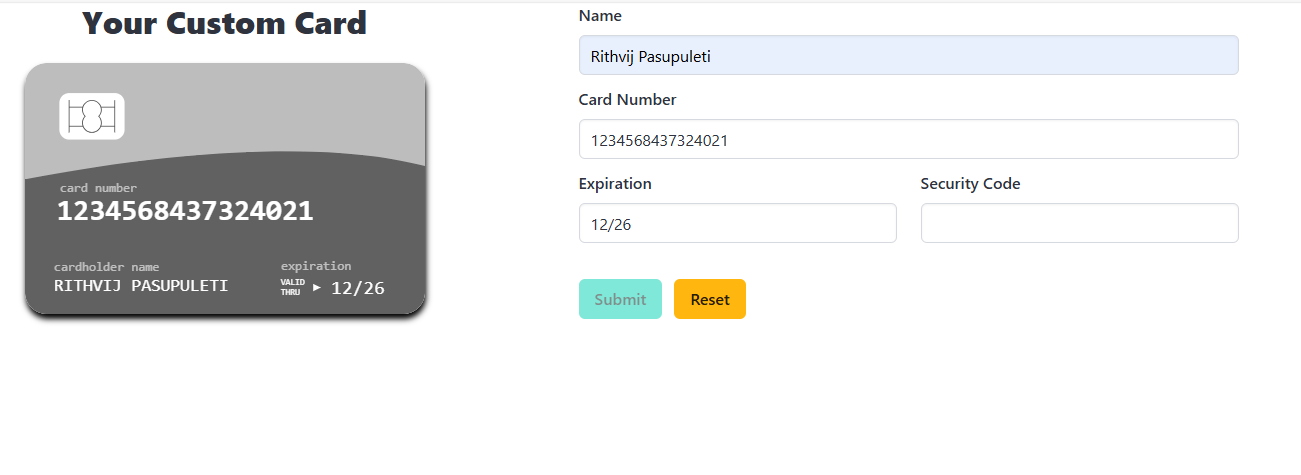 Your Custom Card
card number
1234568437324021
cardholder name
RITHVIJ PASUPULETI
expiration
VALID
THRU
12/26
Name
Rithvij Pasupuleti
Card Number
1234568437324021
Expiration
Security Code
12/26
Submit
Reset